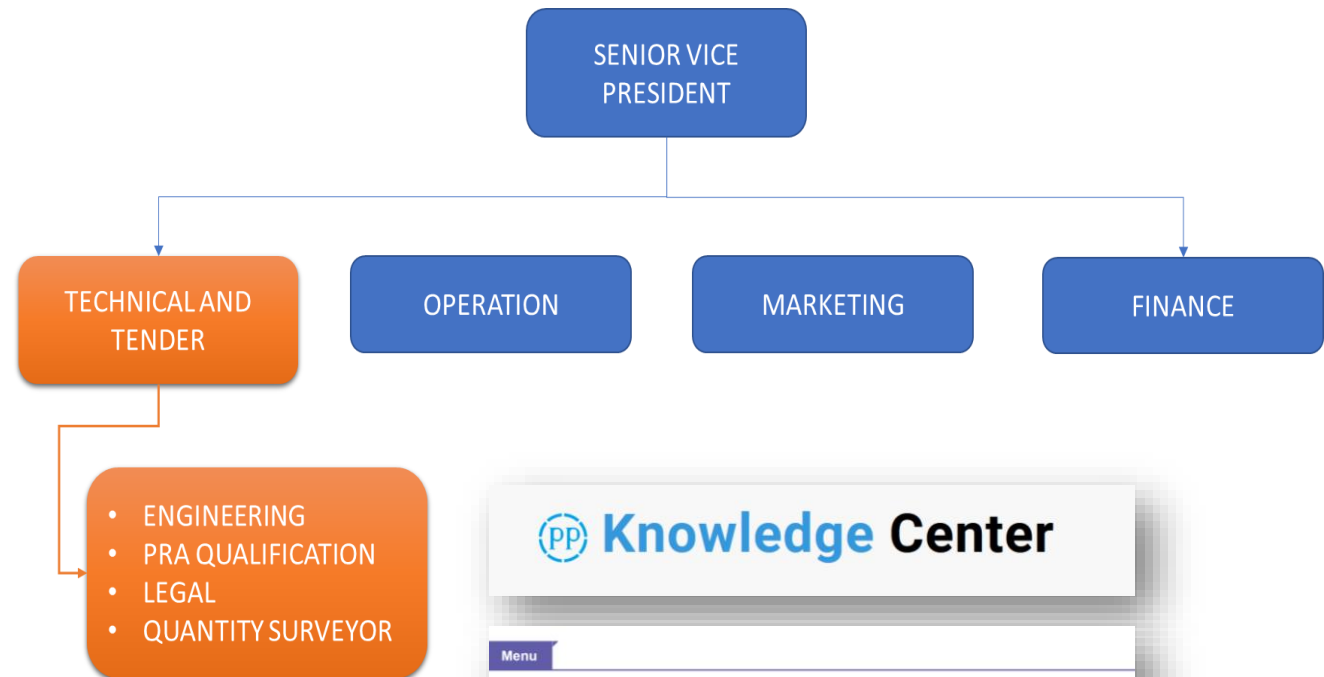 SENIOR VICE
PRESIDENT
TECHNICAL AND
TENDER
OPERATION
MARKETING
FINANCE
• ENGINEERING
• PRA QUALIFICATION
• LEGAL
• QUANTITY SURVEYOR
PP Knowledge Center
Menu